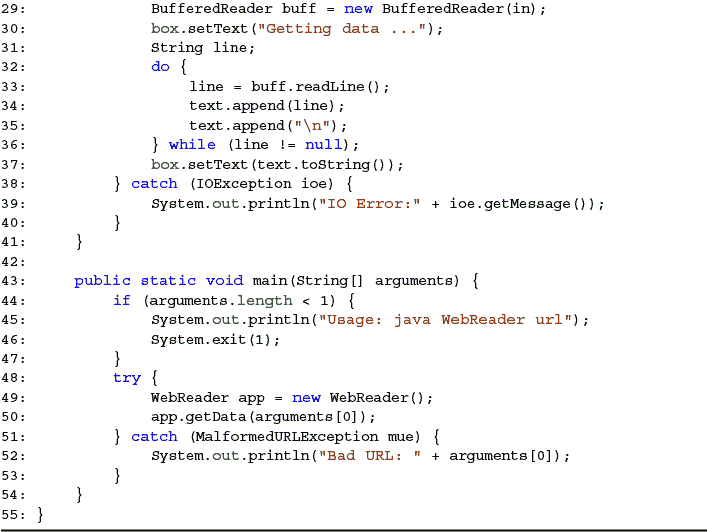 29:             BufferedReader buff = new BufferedReader(in);
30:             box.setText("Getting data ...");
31:             String line;
32:             do {
33:                 line = buff.readLine();
34:                 text.append(line);
35:                 text.append("\n");
36:             } while (line != null);
37:             box.setText(text.toString());
38:         } catch (IOException ioe) {
39:             System.out.println("IO Error:" + ioe.getMessage());
40:         }
41:     }
42:
43:     public static void main(String[] arguments) {
44:         if (arguments.length < 1) {
45:             System.out.println("Usage: java WebReader url");
46:             System.exit(1);
47:         }
48:         try {
49:             WebReader app = new WebReader();
50:             app.getData(arguments[0]);
51:         } catch (MalformedURLException mue) {
52:             System.out.println("Bad URL: " + arguments[0]);
53:         }
54:     }
55: }